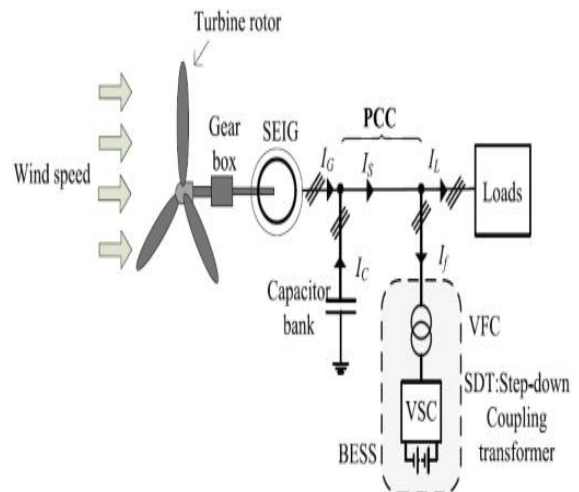 Turbine rotor
Gear
box
SEIG
PCC
Wind speed
I_G
I_S
I_L
Loads
I_C
I_f
Capacitor
bank
VFC
SDT:Step-down
Coupling
transformer
VSC
BESS